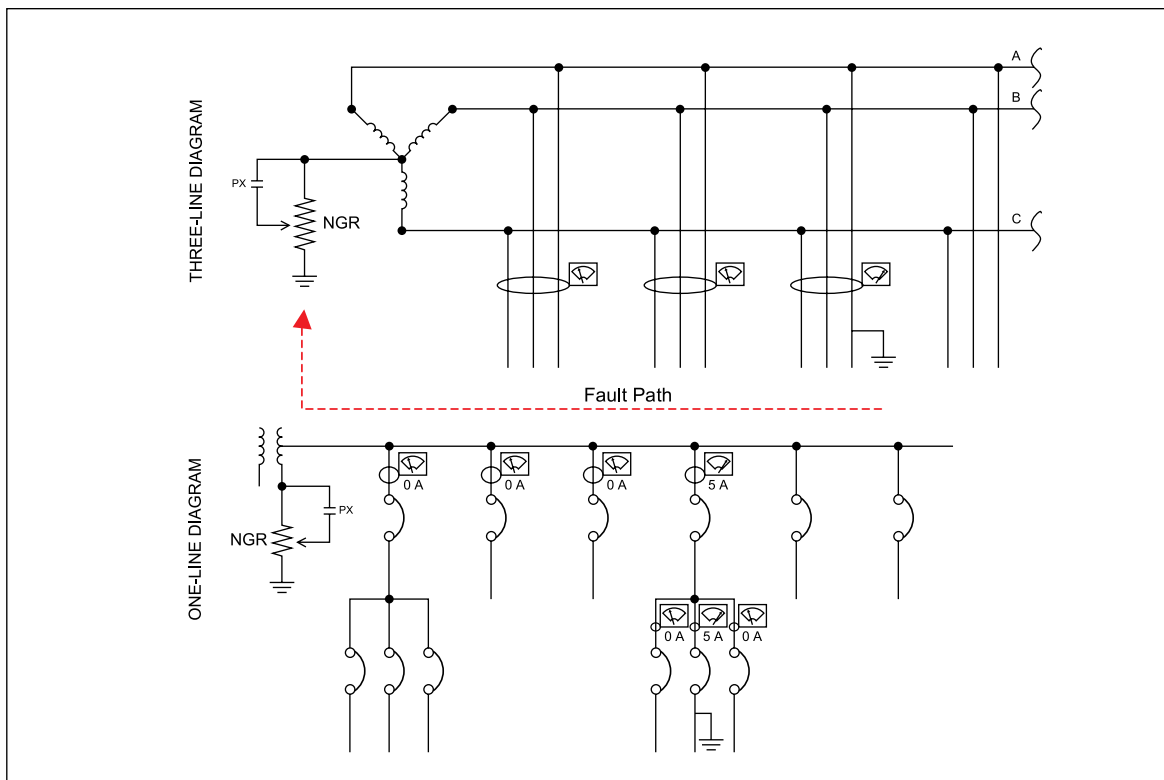 THREE-LINE DIAGRAM
A
B
PX
NGR
C
Fault Path
ONE-LINE DIAGRAM
0 A
0 A
0 A
5 A
PX
NGR
0 A
5 A
0 A